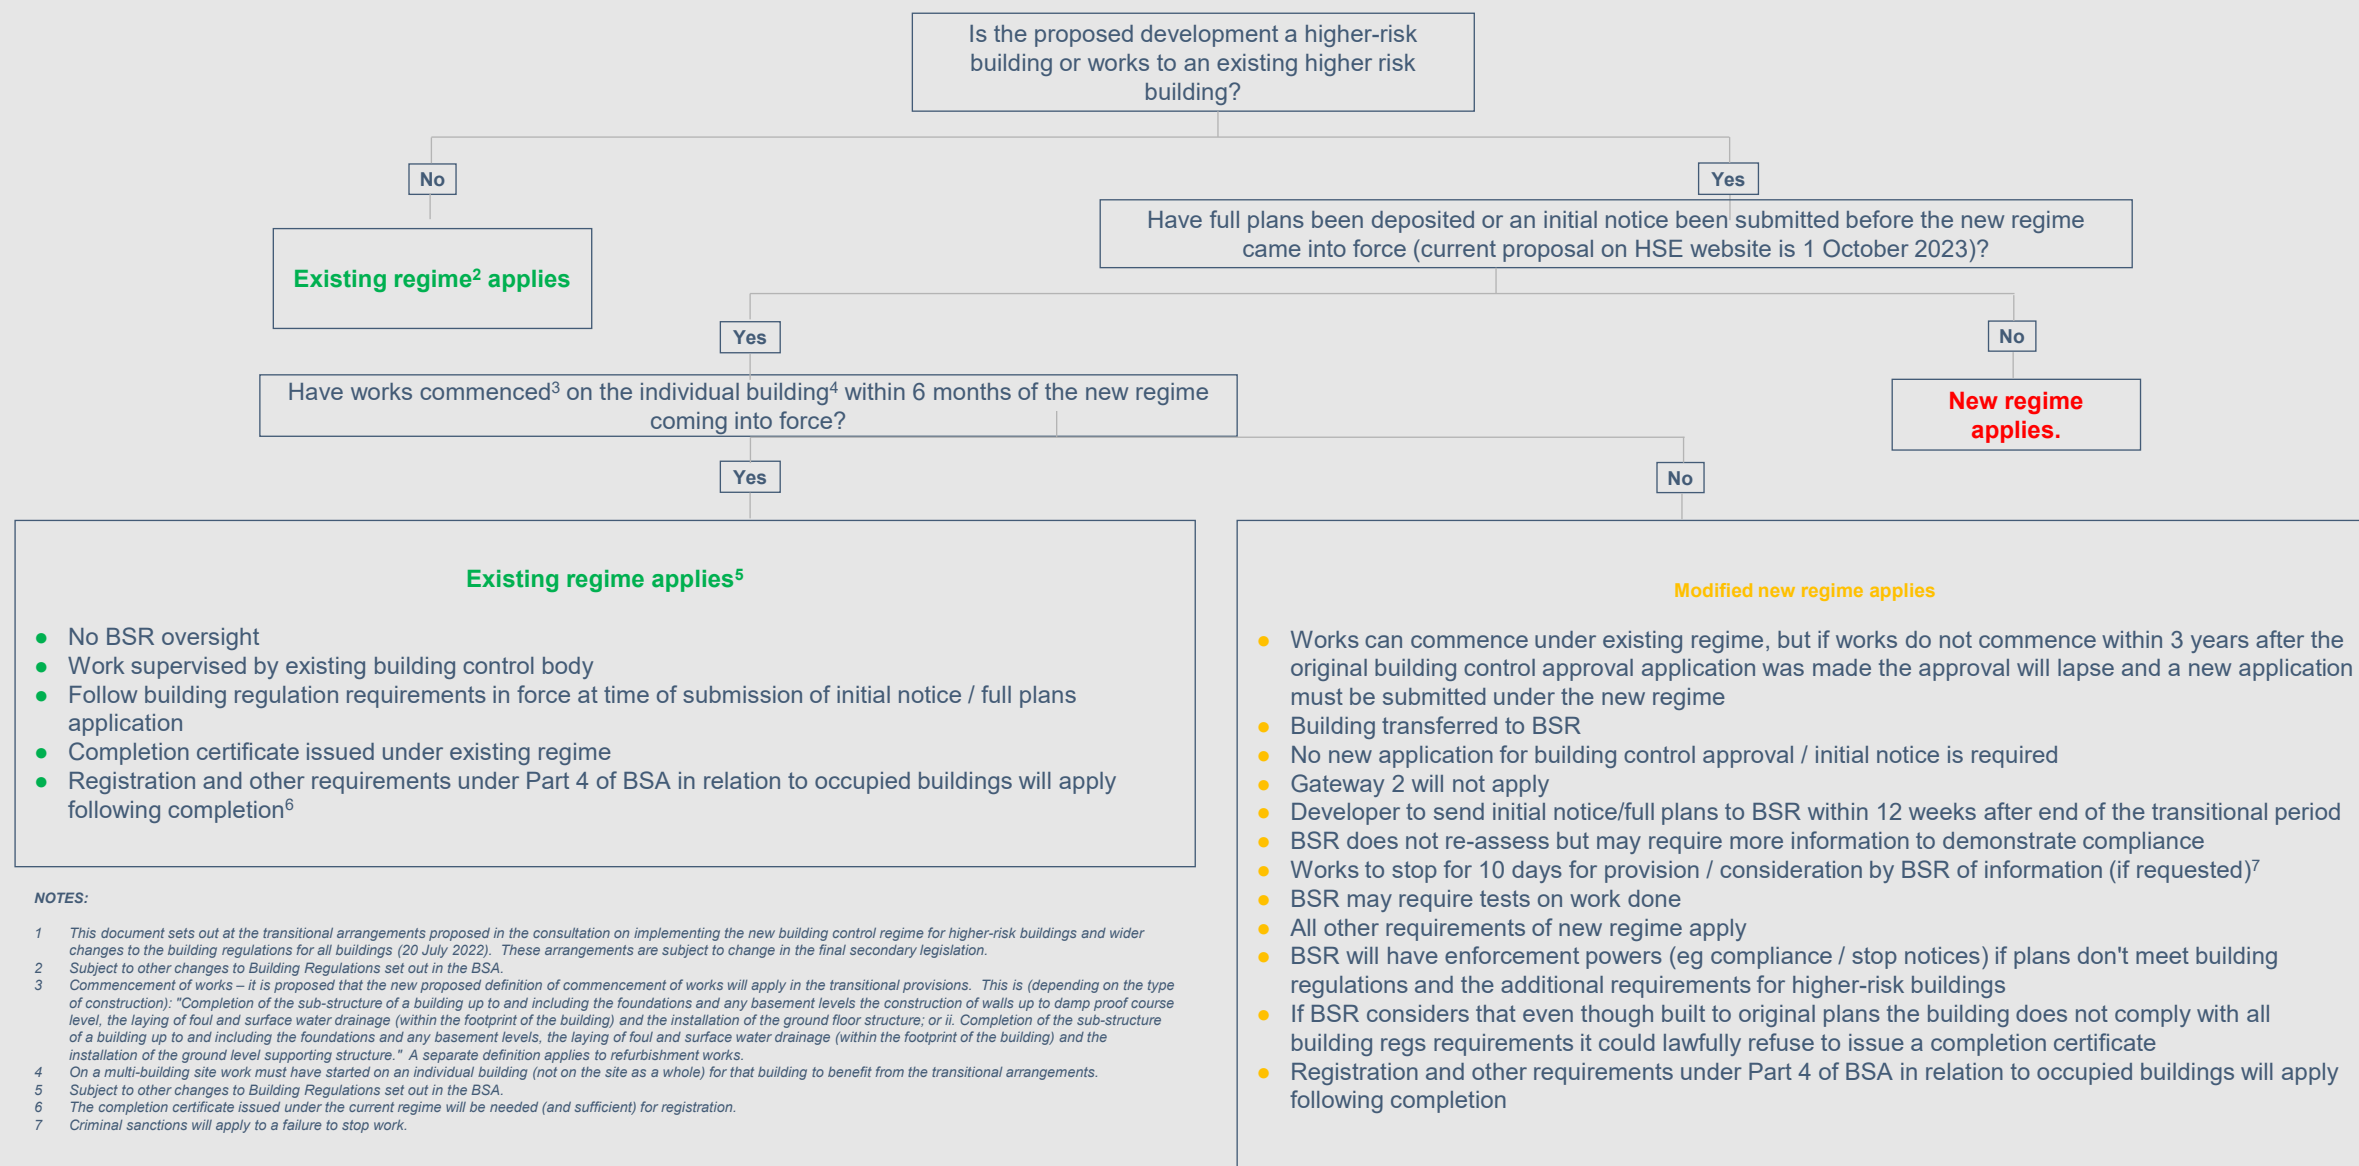 Is the proposed development a higher-risk
building or works to an existing higher risk
building?
No
Yes
Existing regime² applies
Have full plans been deposited or an initial notice been submitted before the new regime
came into force (current proposal on HSE website is 1 October 2023)?
Yes
No
Have works commenced³ on the individual building⁴ within 6 months of the new regime
coming into force?
New regime
applies.
Yes
No
Existing regime applies⁵
● No BSR oversight
● Work supervised by existing building control body
● Follow building regulation requirements in force at time of submission of initial notice / full plans
application
● Completion certificate issued under existing regime
● Registration and other requirements under Part 4 of BSA in relation to occupied buildings will apply
following completion⁶
Modified new regime applies
● Works can commence under existing regime, but if works do not commence within 3 years after the
original building control approval application was made the approval will lapse and a new application
must be submitted under the new regime
● Building transferred to BSR
● No new application for building control approval / initial notice is required
● Gateway 2 will not apply
● Developer to send initial notice/full plans to BSR within 12 weeks after end of the transitional period
● BSR does not re-assess but may require more information to demonstrate compliance
● Works to stop for 10 days for provision / consideration by BSR of information (if requested)⁷
● BSR may require tests on work done
● All other requirements of new regime apply
● BSR will have enforcement powers (eg compliance / stop notices) if plans don't meet building
regulations and the additional requirements for higher-risk buildings
● If BSR considers that even though built to original plans the building does not comply with all
building regs requirements it could lawfully refuse to issue a completion certificate
● Registration and other requirements under Part 4 of BSA in relation to occupied buildings will apply
following completion
NOTES:
1 This document sets out at the transitional arrangements proposed in the consultation on implementing the new building control regime for higher-risk buildings and wider
changes to the building regulations for all buildings (20 July 2022). These arrangements are subject to change in the final secondary legislation.
2 Subject to other changes to Building Regulations set out in the BSA.
3 Commencement of works – it is proposed that the new proposed definition of commencement of works will apply in the transitional provisions. This is (depending on the type
of construction): "Completion of the sub-structure of a building up to and including the foundations and any basement levels the construction of walls up to damp proof course
level, the laying of foul and surface water drainage (within the footprint of the building) and the installation of the ground floor structure; or ii. Completion of the sub-structure
of a building up to and including the foundations and any basement levels, the laying of foul and surface water drainage (within the footprint of the building) and the
installation of the ground level supporting structure." A separate definition applies to refurbishment works.
4 On a multi-building site work must have started on an individual building (not on the site as a whole) for that building to benefit from the transitional arrangements.
5 Subject to other changes to Building Regulations set out in the BSA.
6 The completion certificate issued under the current regime will be needed (and sufficient) for registration.
7 Criminal sanctions will apply to a failure to stop work.